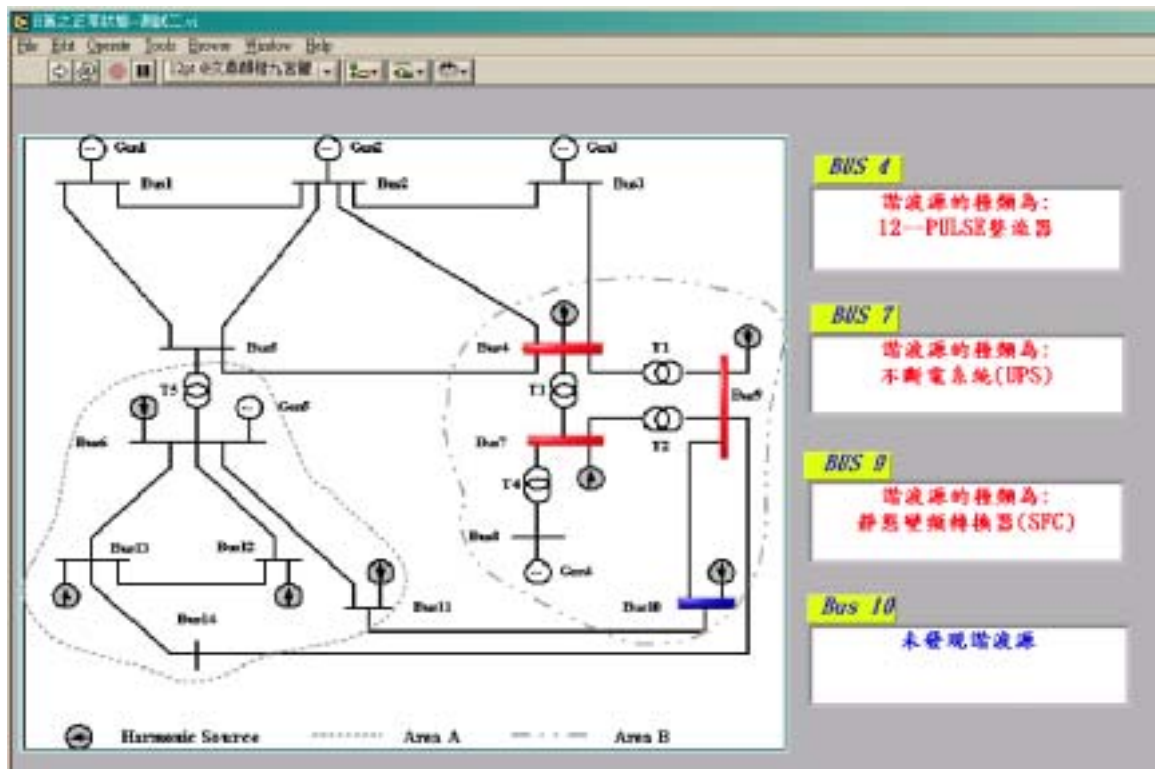 File Edit Operate Tools Browse Window Help
Gen1
Gen2
Gen3
Bus1
Bus2
Bus3
BUS 4
諧波源的種類為:
12--PULSE整流器
BUS 7
諧波源的種類為:
不斷電系統(UPS)
BUS 9
諧波源的種類為:
靜態變頻轉換器(SFC)
Bus 10
未發現諧波源
Bus5
Bus4
T1
T5
T3
Bus9
Gen5
Bus6
Bus7
T2
T4
Bus8
Bus13
Bus12
Gen4
Bus11
Bus10
Bus14
Harmonic Source
Area A
Area B